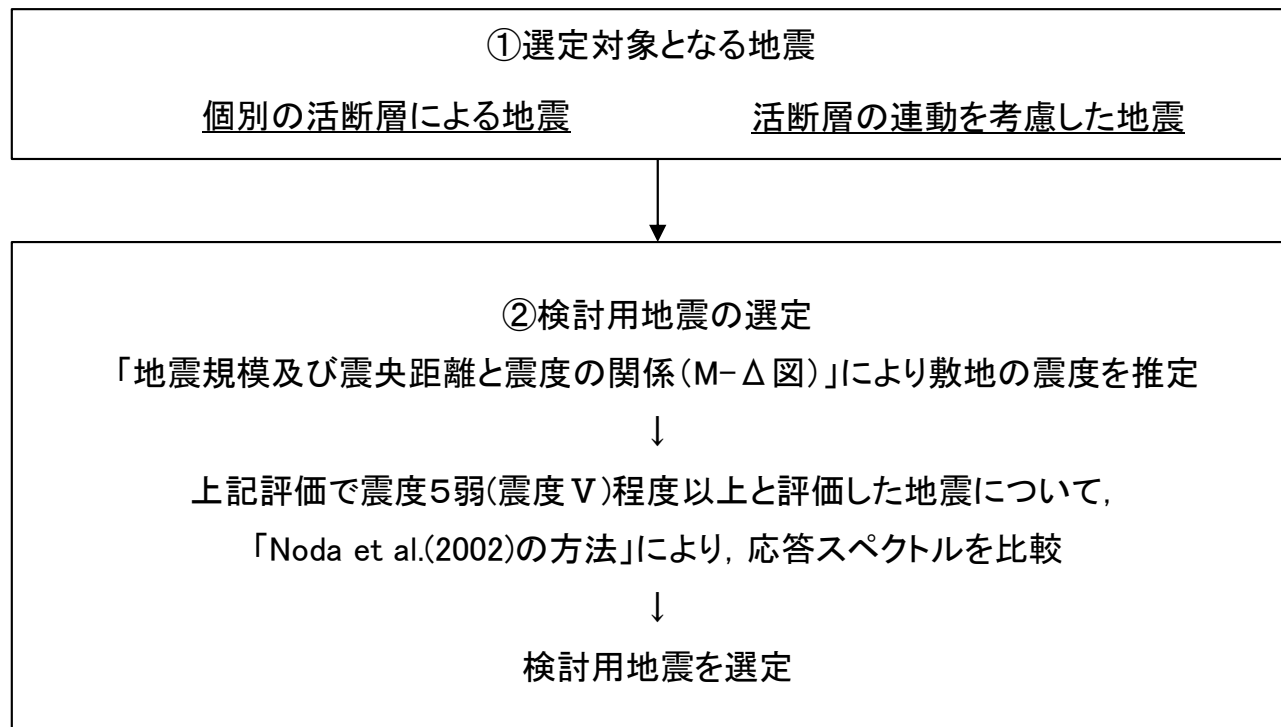 ①選定対象となる地震
個別の活断層による地震 活断層の連動を考慮した地震
②検討用地震の選定
「地震規模及び震央距離と震度の関係(M-Δ図)」により敷地の震度を推定
↓
上記評価で震度５弱(震度Ⅴ)程度以上と評価した地震について,
「Noda et al.(2002)の方法」により, 応答スペクトルを比較
↓
検討用地震を選定